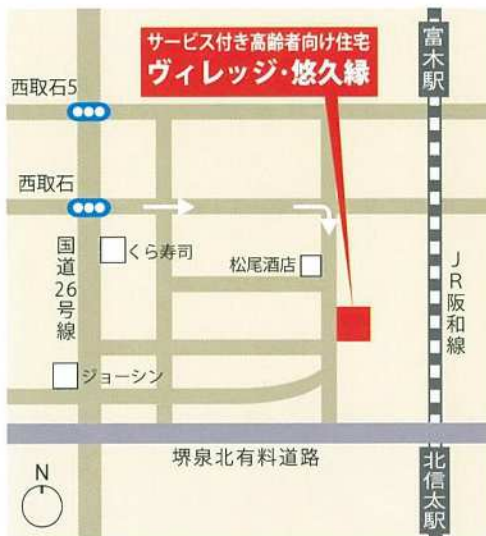 サービス付き高齢者向け住宅
ヴィレッジ・悠久縁
富木駅
西取石5
西取石
国道26号線
くら寿司
松尾酒店
JR阪和線
ジョーシン
堺泉北有料道路
北信太駅
N